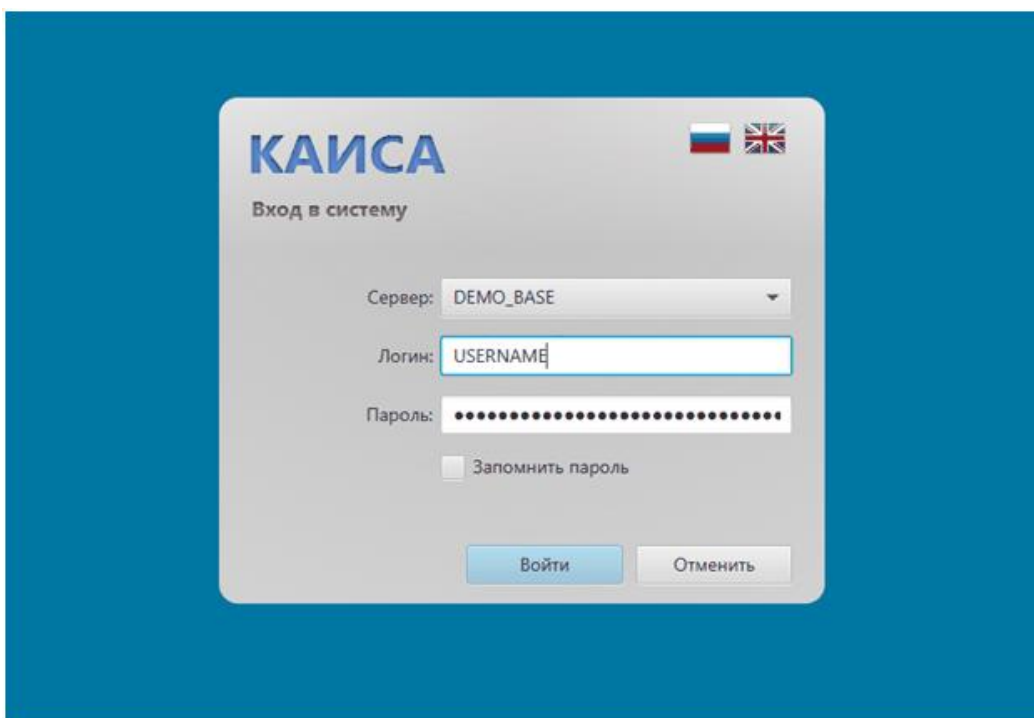 КАИСА
Вход в систему
Сервер: DEMO_BASE
Логин: USERNAME
Пароль: ••••••••••••••••••••••••••••••
Запомнить пароль
Войти Отменить